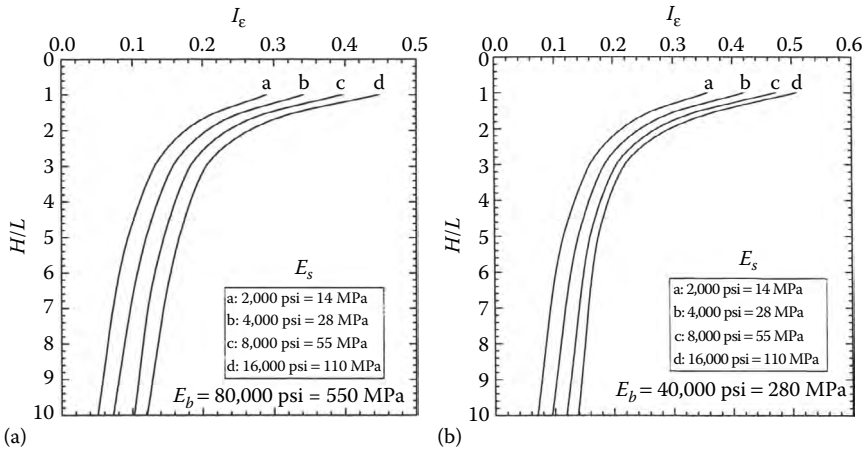 I_ε
0.0 0.1 0.2 0.3 0.4 0.5
0
1
2
3
4
5
6
7
8
9
10
H/L
a b c d
E_s
a: 2,000 psi = 14 MPa
b: 4,000 psi = 28 MPa
c: 8,000 psi = 55 MPa
d: 16,000 psi = 110 MPa
E_b = 80,000 psi = 550 MPa
(a)
I_ε
0.0 0.1 0.2 0.3 0.4 0.5 0.6
0
1
2
3
4
5
6
7
8
9
10
H/L
a b c d
E_s
a: 2,000 psi = 14 MPa
b: 4,000 psi = 28 MPa
c: 8,000 psi = 55 MPa
d: 16,000 psi = 110 MPa
E_b = 40,000 psi = 280 MPa
(b)